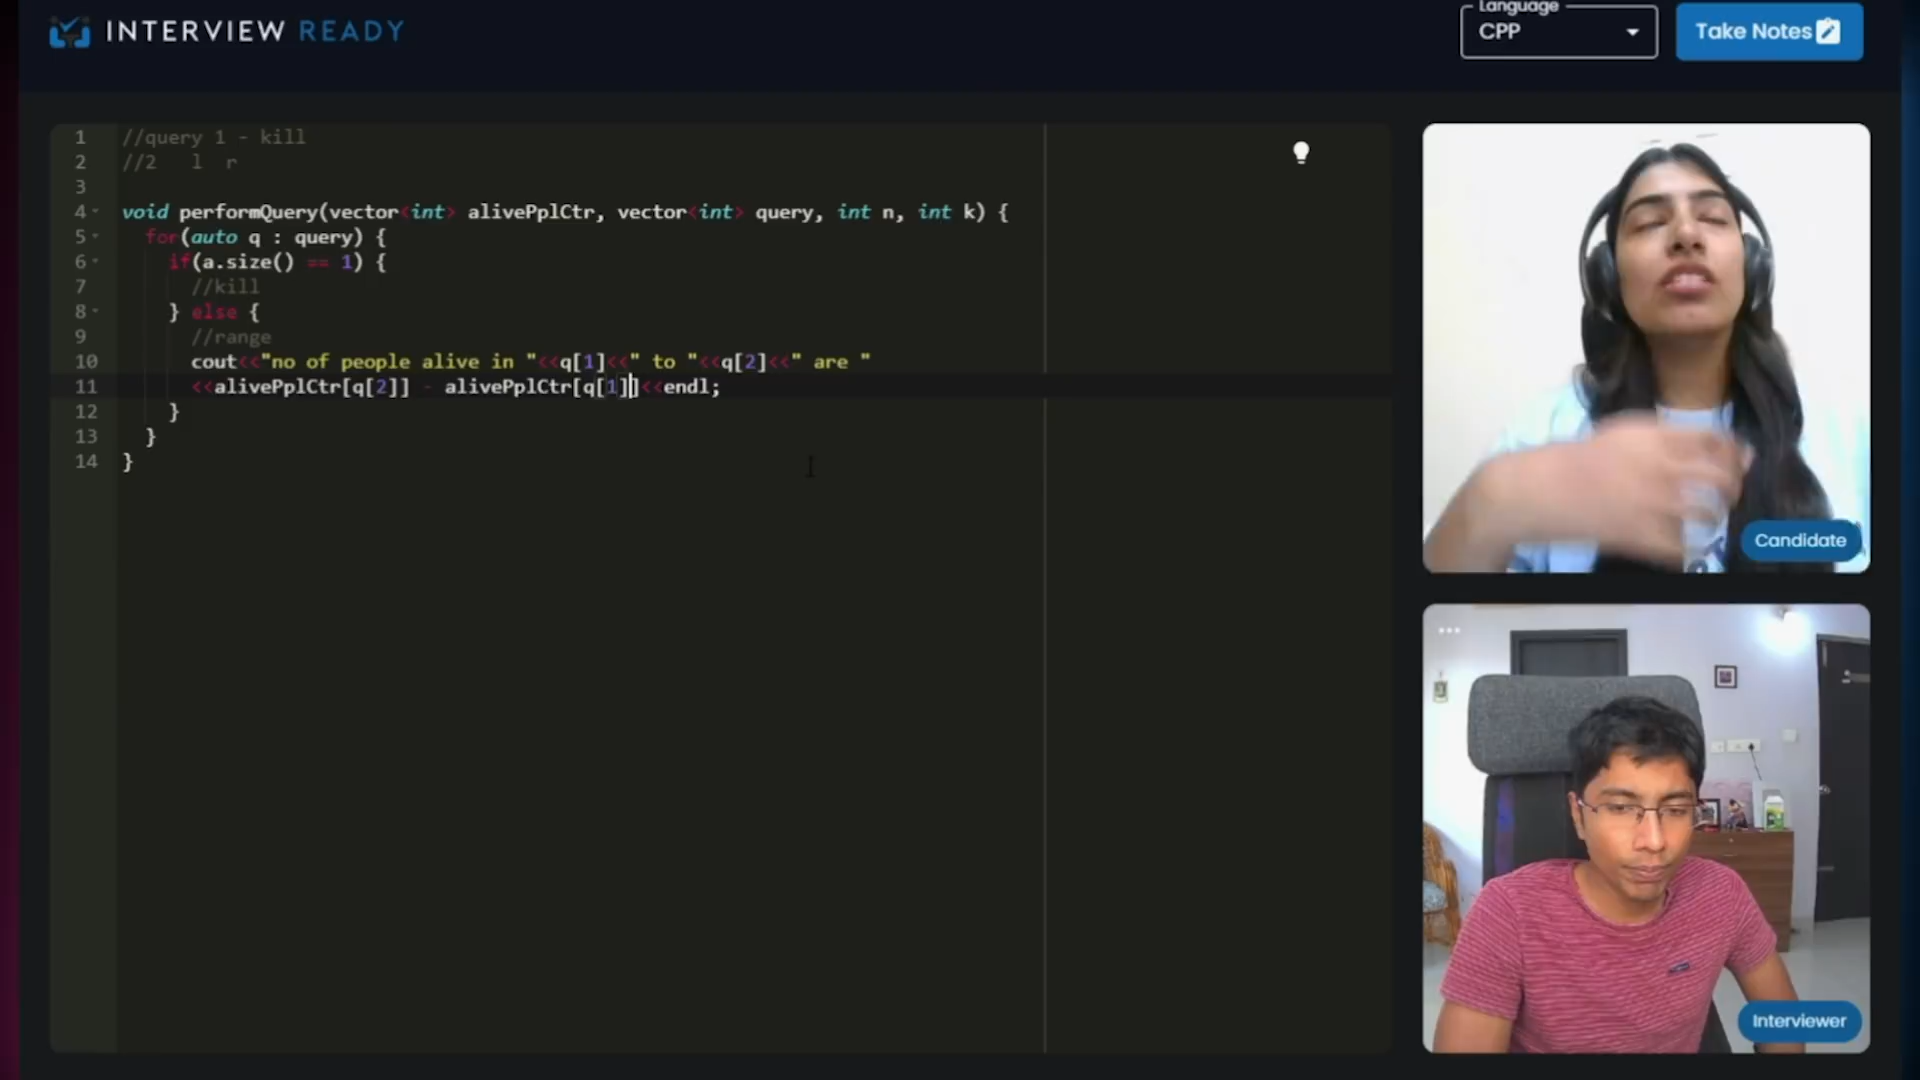 INTERVIEW READY
Language
CPP
Take Notes
1 //query 1 - kill
2 //2 l r
3
4 void performQuery(vector<int> alivePplCtr, vector<int> query, int n, int k) {
5 for(auto q : query) {
6 if(a.size() == 1) {
7 //kill
8 } else {
9 //range
10 cout<<"no of people alive in "<<q[1]<<" to "<<q[2]<<" are "
11 <<alivePplCtr[q[2]] - alivePplCtr[q[1]]<<endl;
12 }
13 }
14 }
Candidate
Interviewer